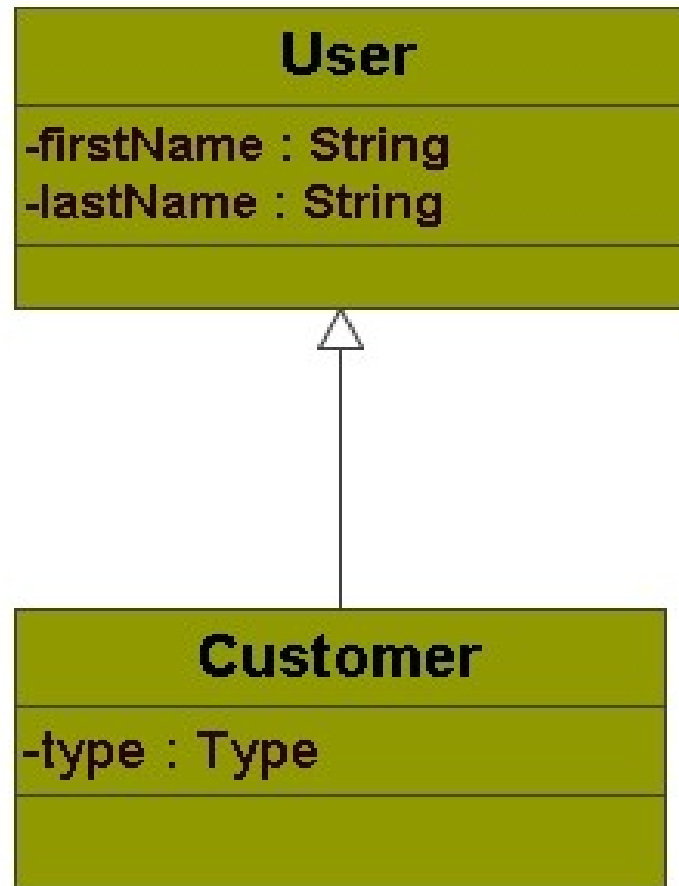 User
-firstName : String
-lastName : String
Customer
-type : Type